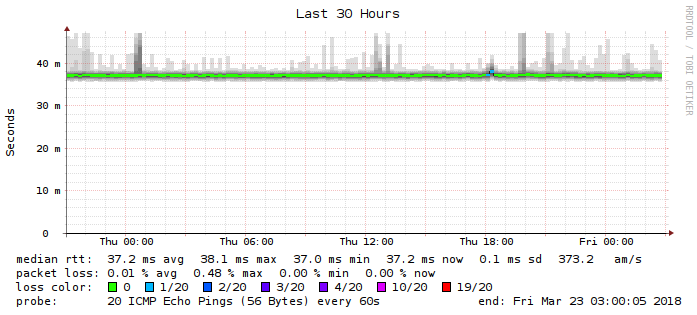 Last 30 Hours
RRDTOOL / TOBI OETIKER
Seconds
40 m
30 m
20 m
10 m
0
Thu 00:00 Thu 06:00 Thu 12:00 Thu 18:00 Fri 00:00
median rtt: 37.2 ms avg 38.1 ms max 37.0 ms min 37.2 ms now 0.1 ms sd 373.2 am/s
packet loss: 0.01 % avg 0.48 % max 0.00 % min 0.00 % now
loss color: 0 1/20 2/20 3/20 4/20 10/20 19/20
probe: 20 ICMP Echo Pings (56 Bytes) every 60s end: Fri Mar 23 03:00:05 2018